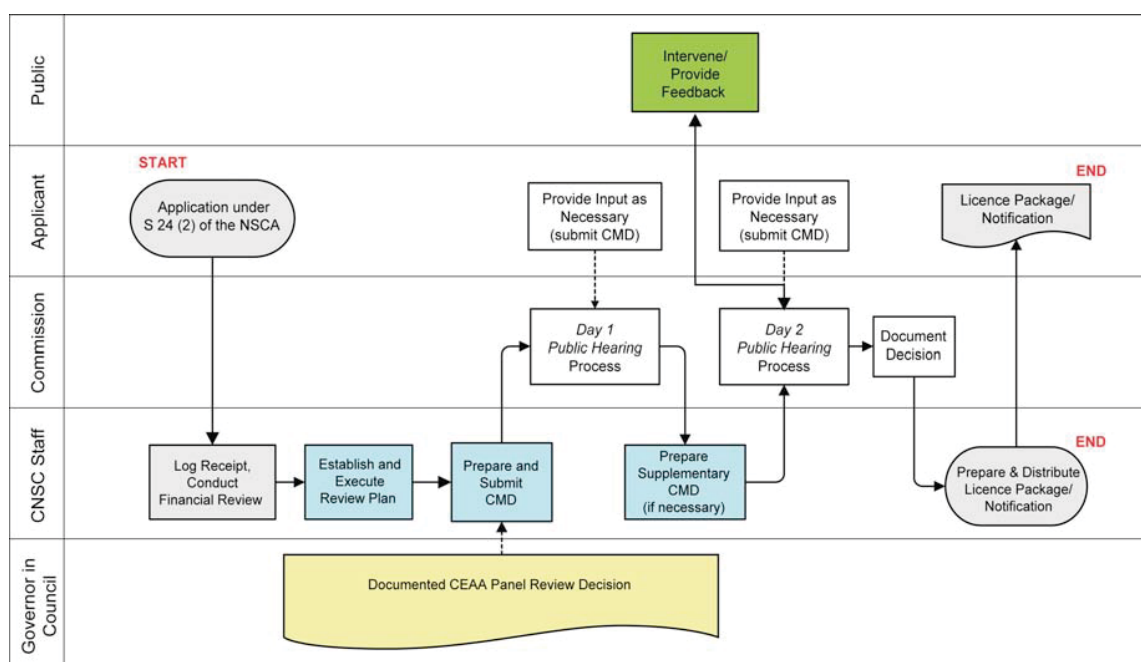 Public
Intervene/
Provide
Feedback
Applicant
START
Application under
S 24 (2) of the NSCA
Provide Input as
Necessary
(submit CMD)
Provide Input as
Necessary
(submit CMD)
END
Licence Package/
Notification
Commission
Day 1
Public Hearing
Process
Day 2
Public Hearing
Process
Document
Decision
CNSC Staff
Log Receipt,
Conduct
Financial Review
Establish and
Execute
Review Plan
Prepare and
Submit
CMD
Prepare
Supplementary
CMD
(if necessary)
END
Prepare & Distribute
Licence Package/
Notification
Governor in
Council
Documented CEAA Panel Review Decision